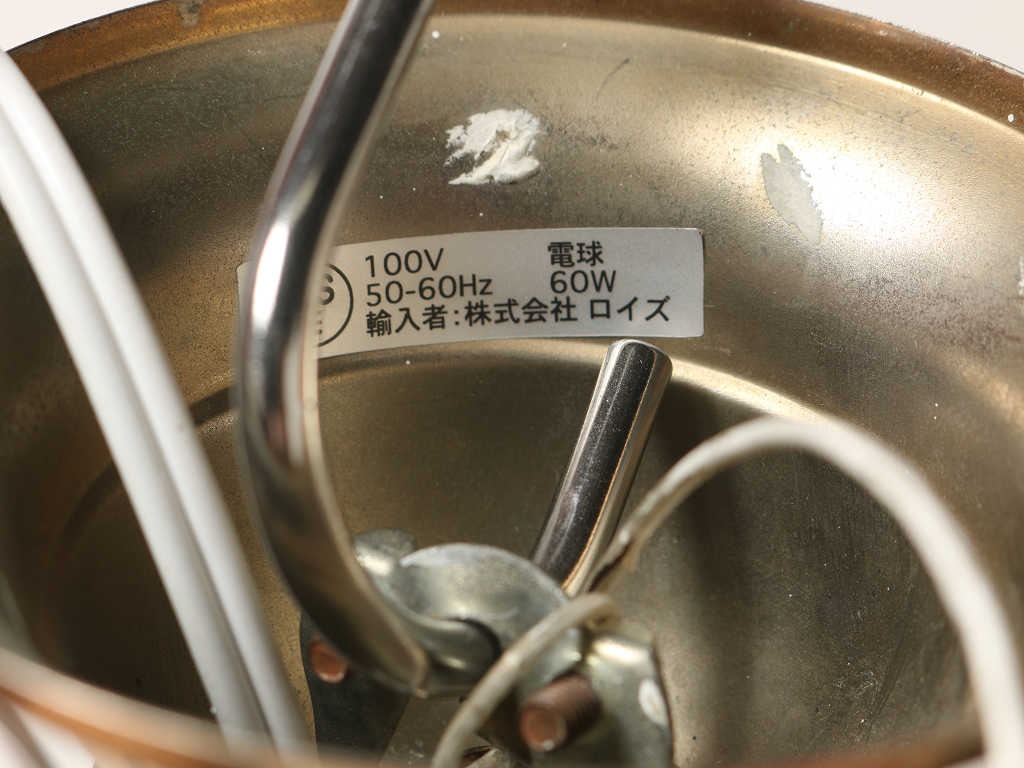 100V 電球
50-60Hz 60W
輸入者:株式会社 ロイズ